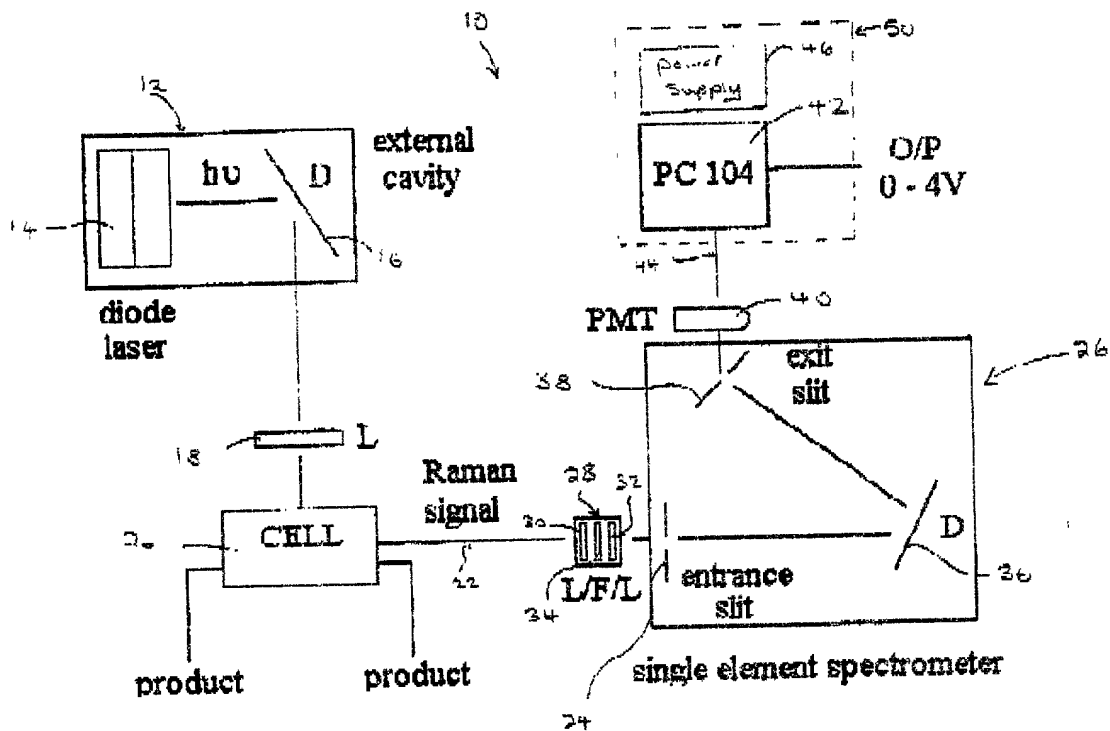 10
50
power
supply
46
12
42
external
cavity
hυ
D
PC 104
O/P
0 - 4V
14
16
44
diode
laser
PMT
40
exit
slit
26
38
18
L
Raman
signal
28
32
30
CELL
D
22
L/F/L
34
entrance
slit
36
product
product
single element spectrometer
24